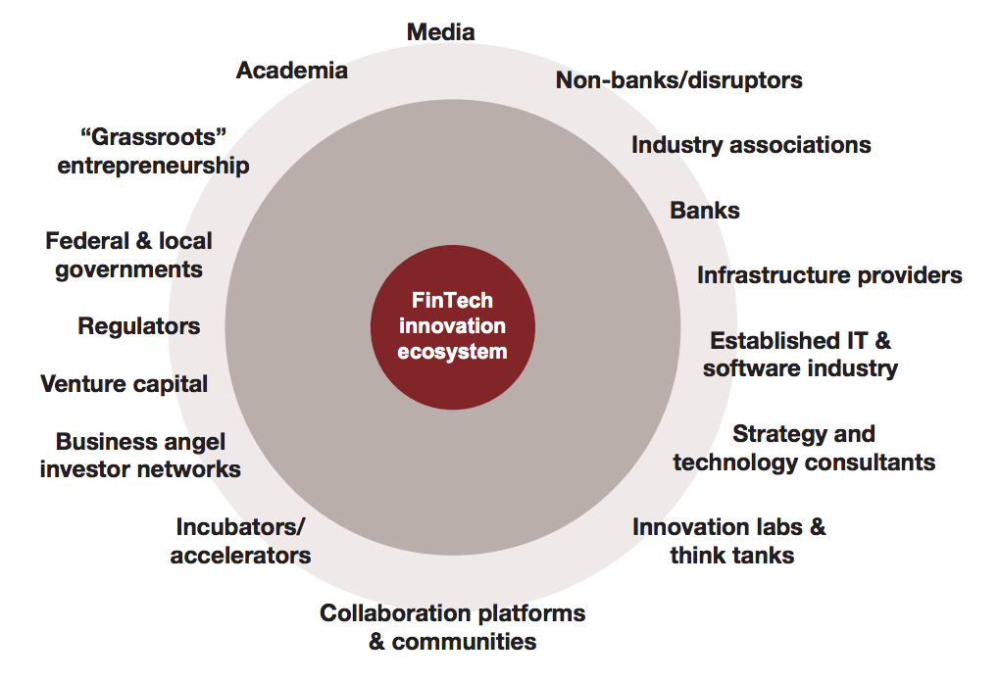 Media
Academia
Non-banks/disruptors
“Grassroots”
entrepreneurship
Industry associations
Banks
Federal & local
governments
Infrastructure providers
FinTech
innovation
ecosystem
Regulators
Established IT &
software industry
Venture capital
Business angel
investor networks
Strategy and
technology consultants
Incubators/
accelerators
Innovation labs &
think tanks
Collaboration platforms
& communities